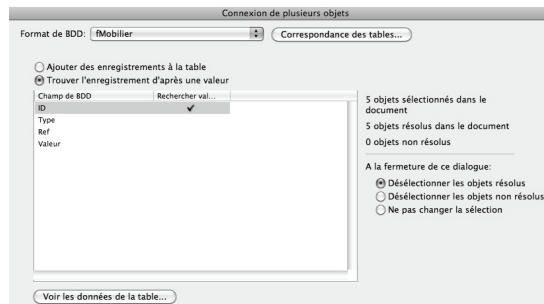 Connexion de plusieurs objets
Format de BDD: fMobilier Correspondance des tables...
Ajouter des enregistrements à la table
Trouver l'enregistrement d'après une valeur
Champ de BDD Rechercher val...
ID
Type
Ref
Valeur
5 objets sélectionnés dans le
document
5 objets résolus dans le document
0 objets non résolus
A la fermeture de ce dialogue:
Désélectionner les objets résolus
Désélectionner les objets non résolus
Ne pas changer la sélection
Voir les données de la table...